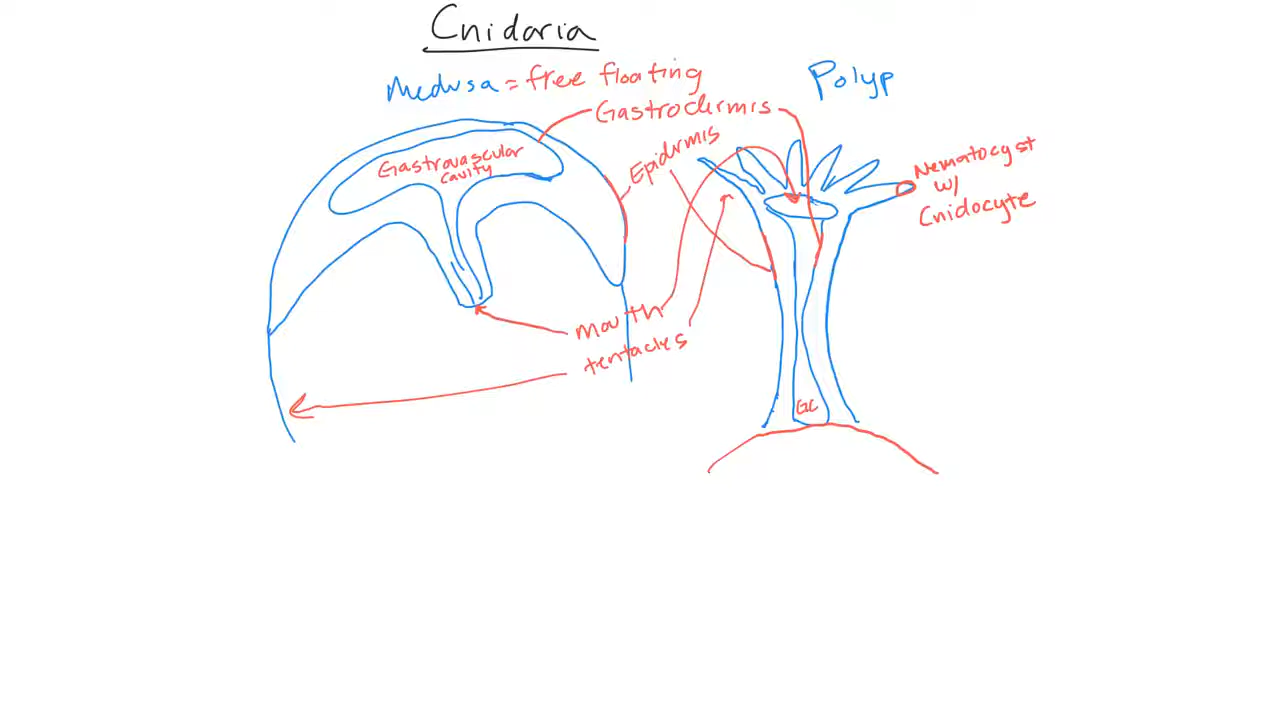 Cnidaria
Medusa = free floating
Polyp
Gastrodermis
Epidermis
Gastrovascular
cavity
Nematocyst
w/
Cnidocyte
mouth
tentacles
GC